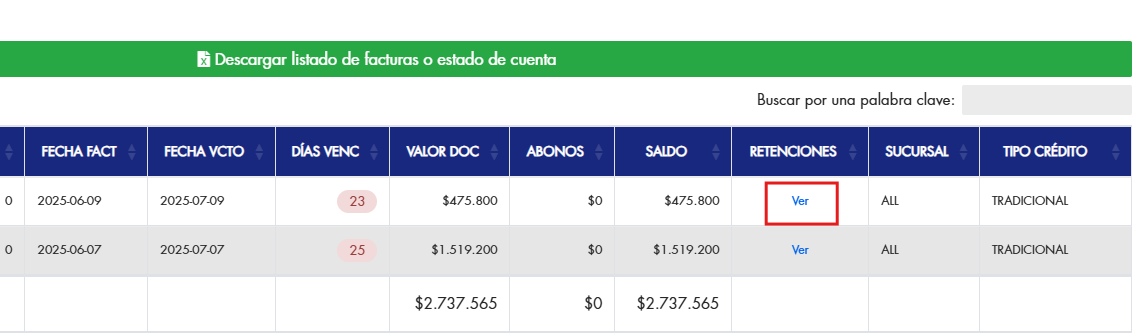 Descargar listado de facturas o estado de cuenta
Buscar por una palabra clave:
FECHA FACT FECHA VCTO DÍAS VENC VALOR DOC ABONOS SALDO RETENCIONES SUCURSAL TIPO CRÉDITO
0 2025-06-09 2025-07-09 23 $475.800 $0 $475.800 Ver ALL TRADICIONAL
0 2025-06-07 2025-07-07 25 $1.519.200 $0 $1.519.200 Ver ALL TRADICIONAL
$2.737.565 $0 $2.737.565